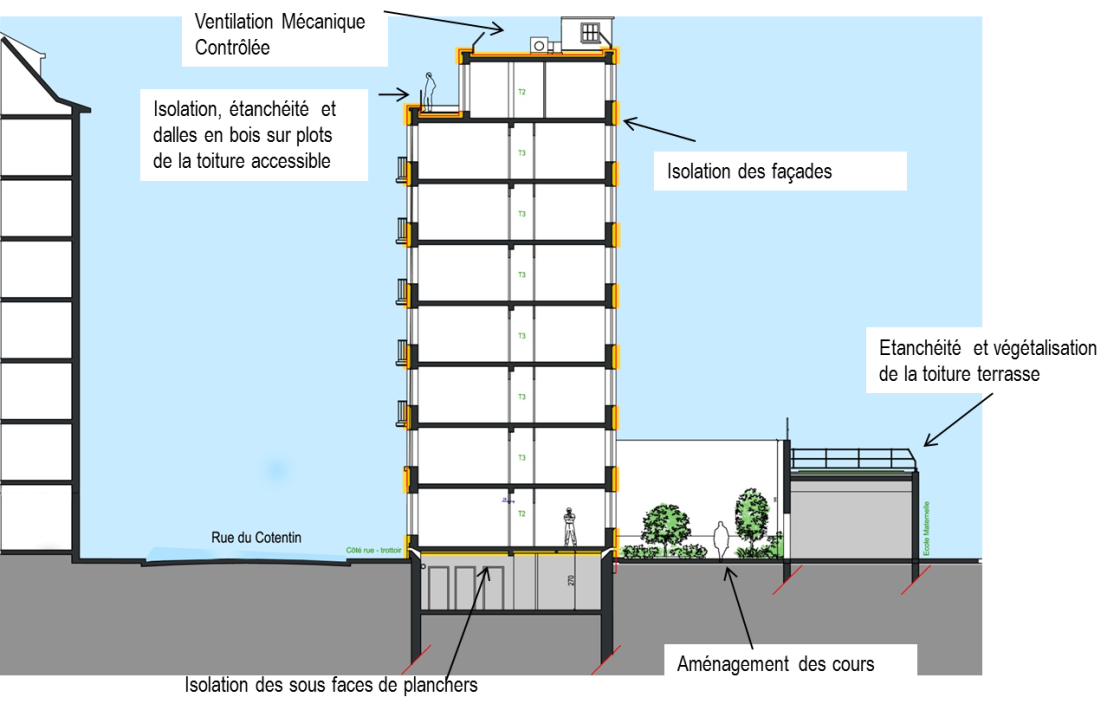 Ventilation Mécanique
Contrôlée
Isolation, étanchéité et
dalles en bois sur plots
de la toiture accessible
T2
Isolation des façades
T3
T3
T3
T3
T3
T3
T2
Etanchéité et végétalisation
de la toiture terrasse
Rue du Cotentin
Côté rue - trottoir
Ecole Maternelle
270
Aménagement des cours
Isolation des sous faces de planchers